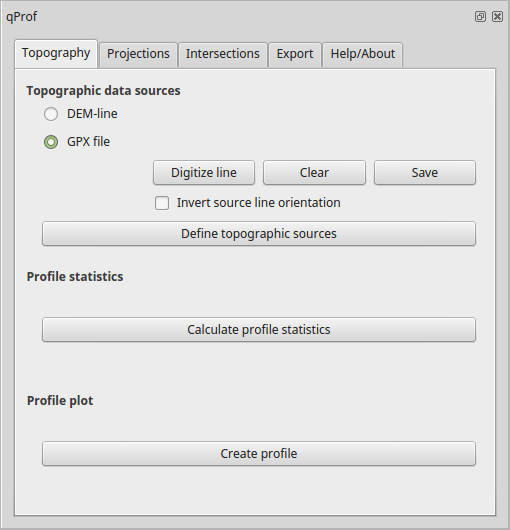 qProf
Topography Projections Intersections Export Help/About
Topographic data sources
DEM-line
GPX file
Digitize line Clear Save
Invert source line orientation
Define topographic sources
Profile statistics
Calculate profile statistics
Profile plot
Create profile